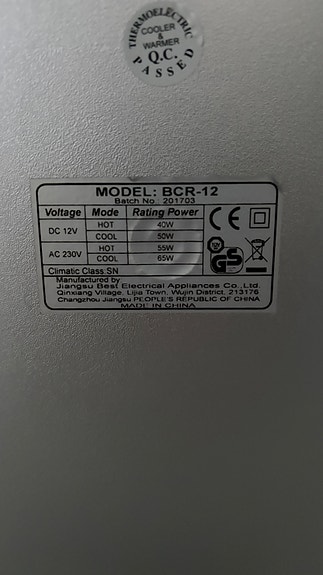 THERMOELECTRIC
COOLER
&
WARMER
Q.C.
PASSED
MODEL: BCR-12
Batch No.: 201703
Voltage Mode Rating Power
DC 12V HOT 40W
COOL 50W
AC 230V HOT 55W
COOL 65W
CE
GS
Climatic Class:SN
Manufactured by
Jiangsu Best Electrical Appliances Co.,Ltd.
Qinxiang Village, Lijia Town, Wujin District, 213176
Changzhou Jiangsu PEOPLE'S REPUBLIC OF CHINA
MADE IN CHINA